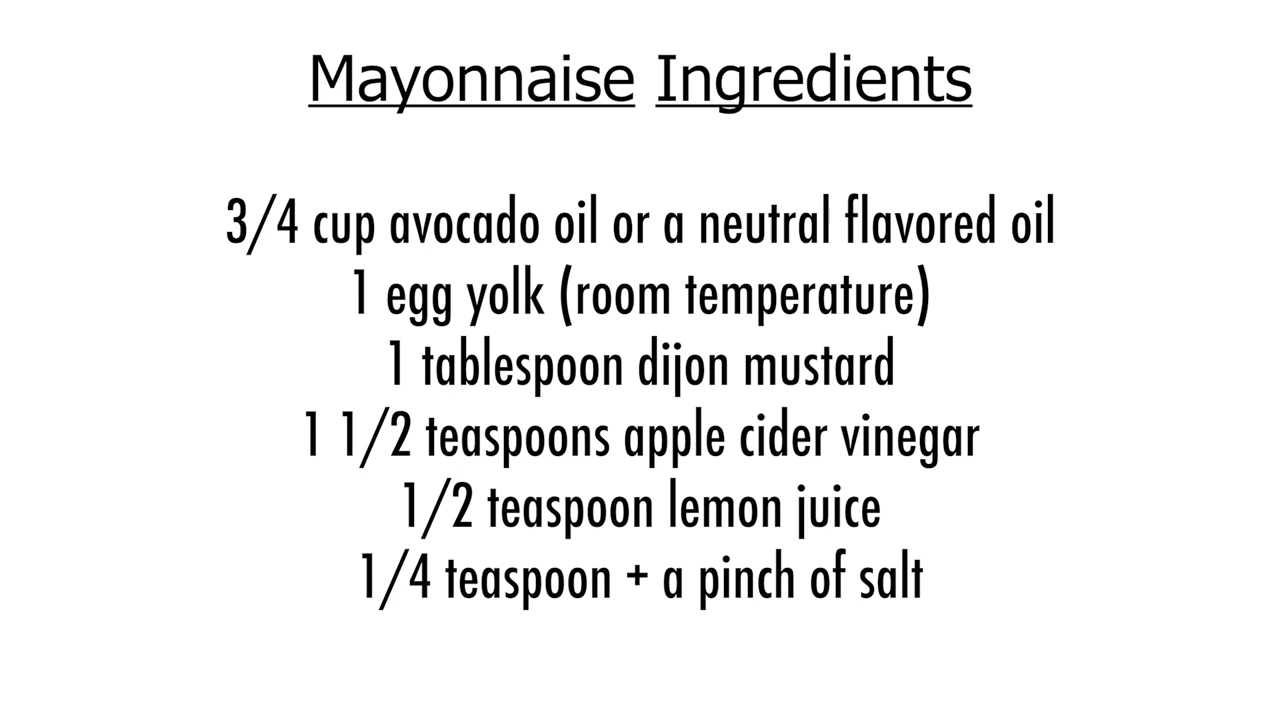 Mayonnaise Ingredients
3/4 cup avocado oil or a neutral flavored oil
1 egg yolk (room temperature)
1 tablespoon dijon mustard
1 1/2 teaspoons apple cider vinegar
1/2 teaspoon lemon juice
1/4 teaspoon + a pinch of salt